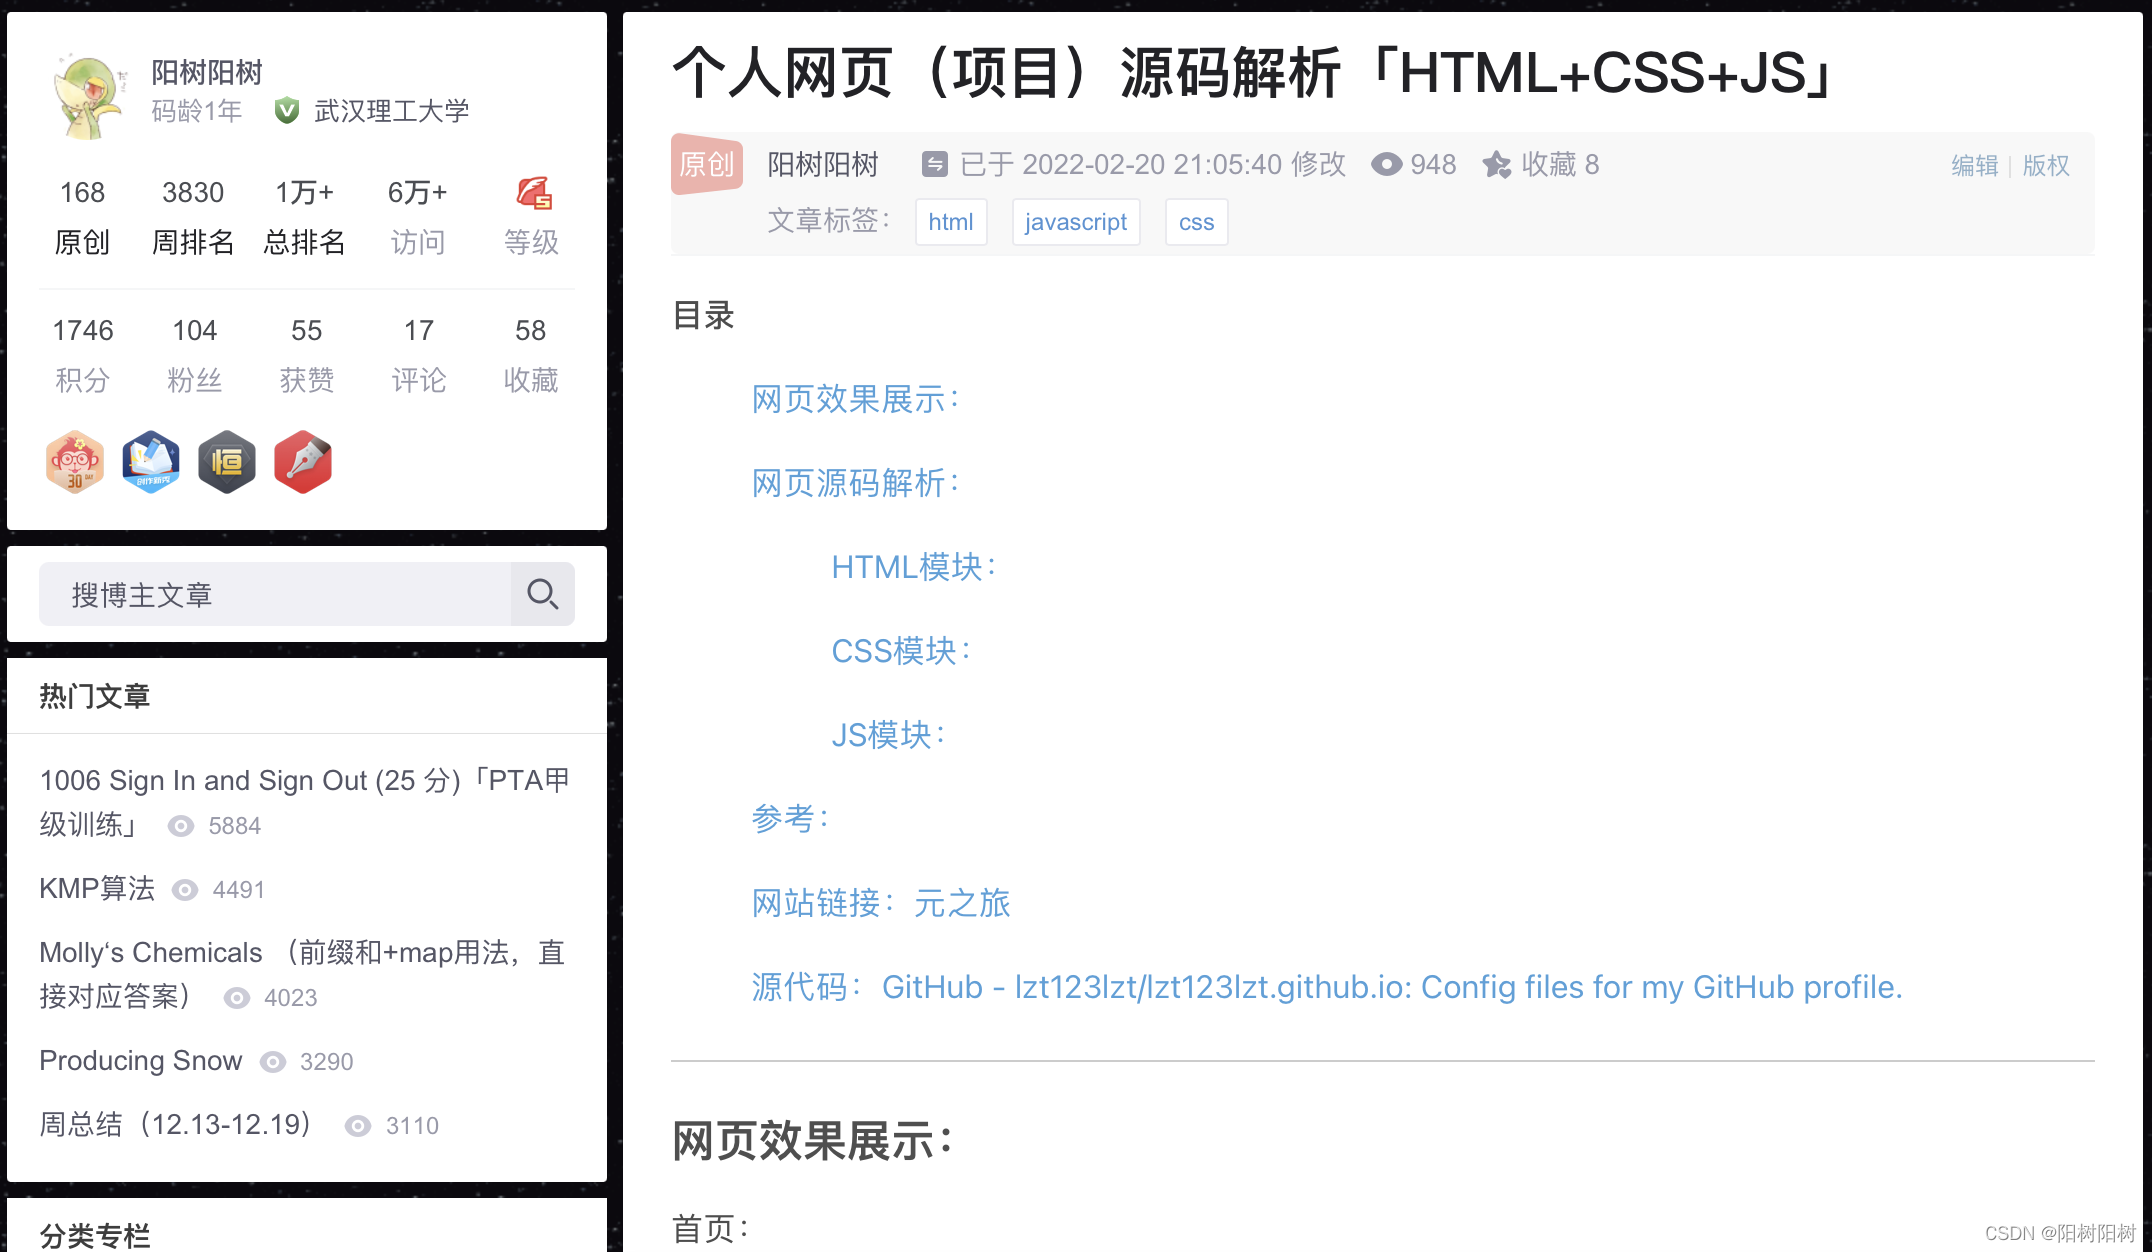 阳树阳树
码龄1年 武汉理工大学
168 3830 1万+ 6万+
原创 周排名 总排名 访问 等级
1746 104 55 17 58
积分 粉丝 获赞 评论 收藏
30 DAY 创作新秀 恒
搜博主文章
热门文章
1006 Sign In and Sign Out (25 分)「PTA甲
级训练」 5884
KMP算法 4491
Molly‘s Chemicals （前缀和+map用法，直
接对应答案） 4023
Producing Snow 3290
周总结（12.13-12.19） 3110
分类专栏
个人网页（项目）源码解析「HTML+CSS+JS」
原创 阳树阳树 已于 2022-02-20 21:05:40 修改 948 收藏 8 编辑 版权
文章标签： html javascript css
目录
网页效果展示：
网页源码解析：
HTML模块：
CSS模块：
JS模块：
参考：
网站链接：元之旅
源代码：GitHub - lzt123lzt/lzt123lzt.github.io: Config files for my GitHub profile.
网页效果展示：
首页：
CSDN @阳树阳树